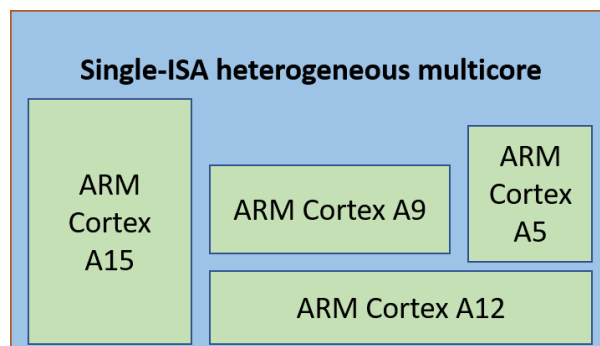 Single-ISA heterogeneous multicore
ARM
Cortex
A15
ARM Cortex A9
ARM
Cortex
A5
ARM Cortex A12